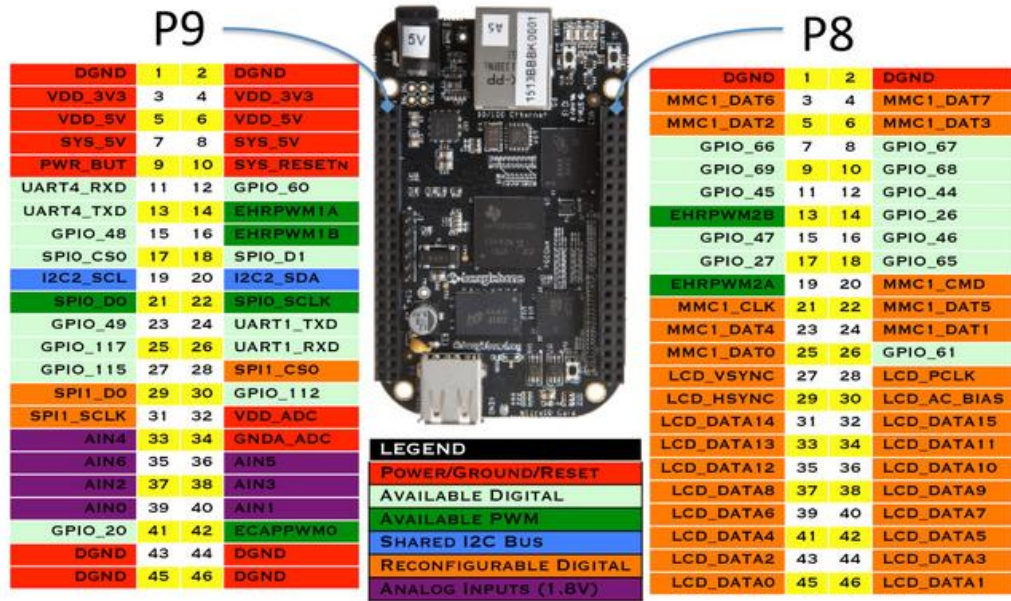 P9
P8
5V
A5
1513BBBK0001
10/100 Ethernet
DGND 1 2 DGND
VDD_3V3 3 4 VDD_3V3
VDD_5V 5 6 VDD_5V
SYS_5V 7 8 SYS_5V
PWR_BUT 9 10 SYS_RESETN
UART4_RXD 11 12 GPIO_60
UART4_TXD 13 14 EHRPWM1A
GPIO_48 15 16 EHRPWM1B
SPI0_CS0 17 18 SPI0_D1
I2C2_SCL 19 20 I2C2_SDA
SPI0_D0 21 22 SPI0_SCLK
GPIO_49 23 24 UART1_TXD
GPIO_117 25 26 UART1_RXD
GPIO_115 27 28 SPI1_CS0
SPI1_D0 29 30 GPIO_112
SPI1_SCLK 31 32 VDD_ADC
AIN4 33 34 GNDA_ADC
AIN6 35 36 AIN5
AIN2 37 38 AIN3
AIN0 39 40 AIN1
GPIO_20 41 42 ECAPPWM0
DGND 43 44 DGND
DGND 45 46 DGND
LEGEND
POWER/GROUND/RESET
AVAILABLE DIGITAL
AVAILABLE PWM
SHARED I2C BUS
RECONFIGURABLE DIGITAL
ANALOG INPUTS (1.8V)
DGND 1 2 DGND
MMC1_DAT6 3 4 MMC1_DAT7
MMC1_DAT2 5 6 MMC1_DAT3
GPIO_66 7 8 GPIO_67
GPIO_69 9 10 GPIO_68
GPIO_45 11 12 GPIO_44
EHRPWM2B 13 14 GPIO_26
GPIO_47 15 16 GPIO_46
GPIO_27 17 18 GPIO_65
EHRPWM2A 19 20 MMC1_CMD
MMC1_CLK 21 22 MMC1_DAT5
MMC1_DAT4 23 24 MMC1_DAT1
MMC1_DAT0 25 26 GPIO_61
LCD_VSYNC 27 28 LCD_PCLK
LCD_HSYNC 29 30 LCD_AC_BIAS
LCD_DATA14 31 32 LCD_DATA15
LCD_DATA13 33 34 LCD_DATA11
LCD_DATA12 35 36 LCD_DATA10
LCD_DATA8 37 38 LCD_DATA9
LCD_DATA6 39 40 LCD_DATA7
LCD_DATA4 41 42 LCD_DATA5
LCD_DATA2 43 44 LCD_DATA3
LCD_DATA0 45 46 LCD_DATA1